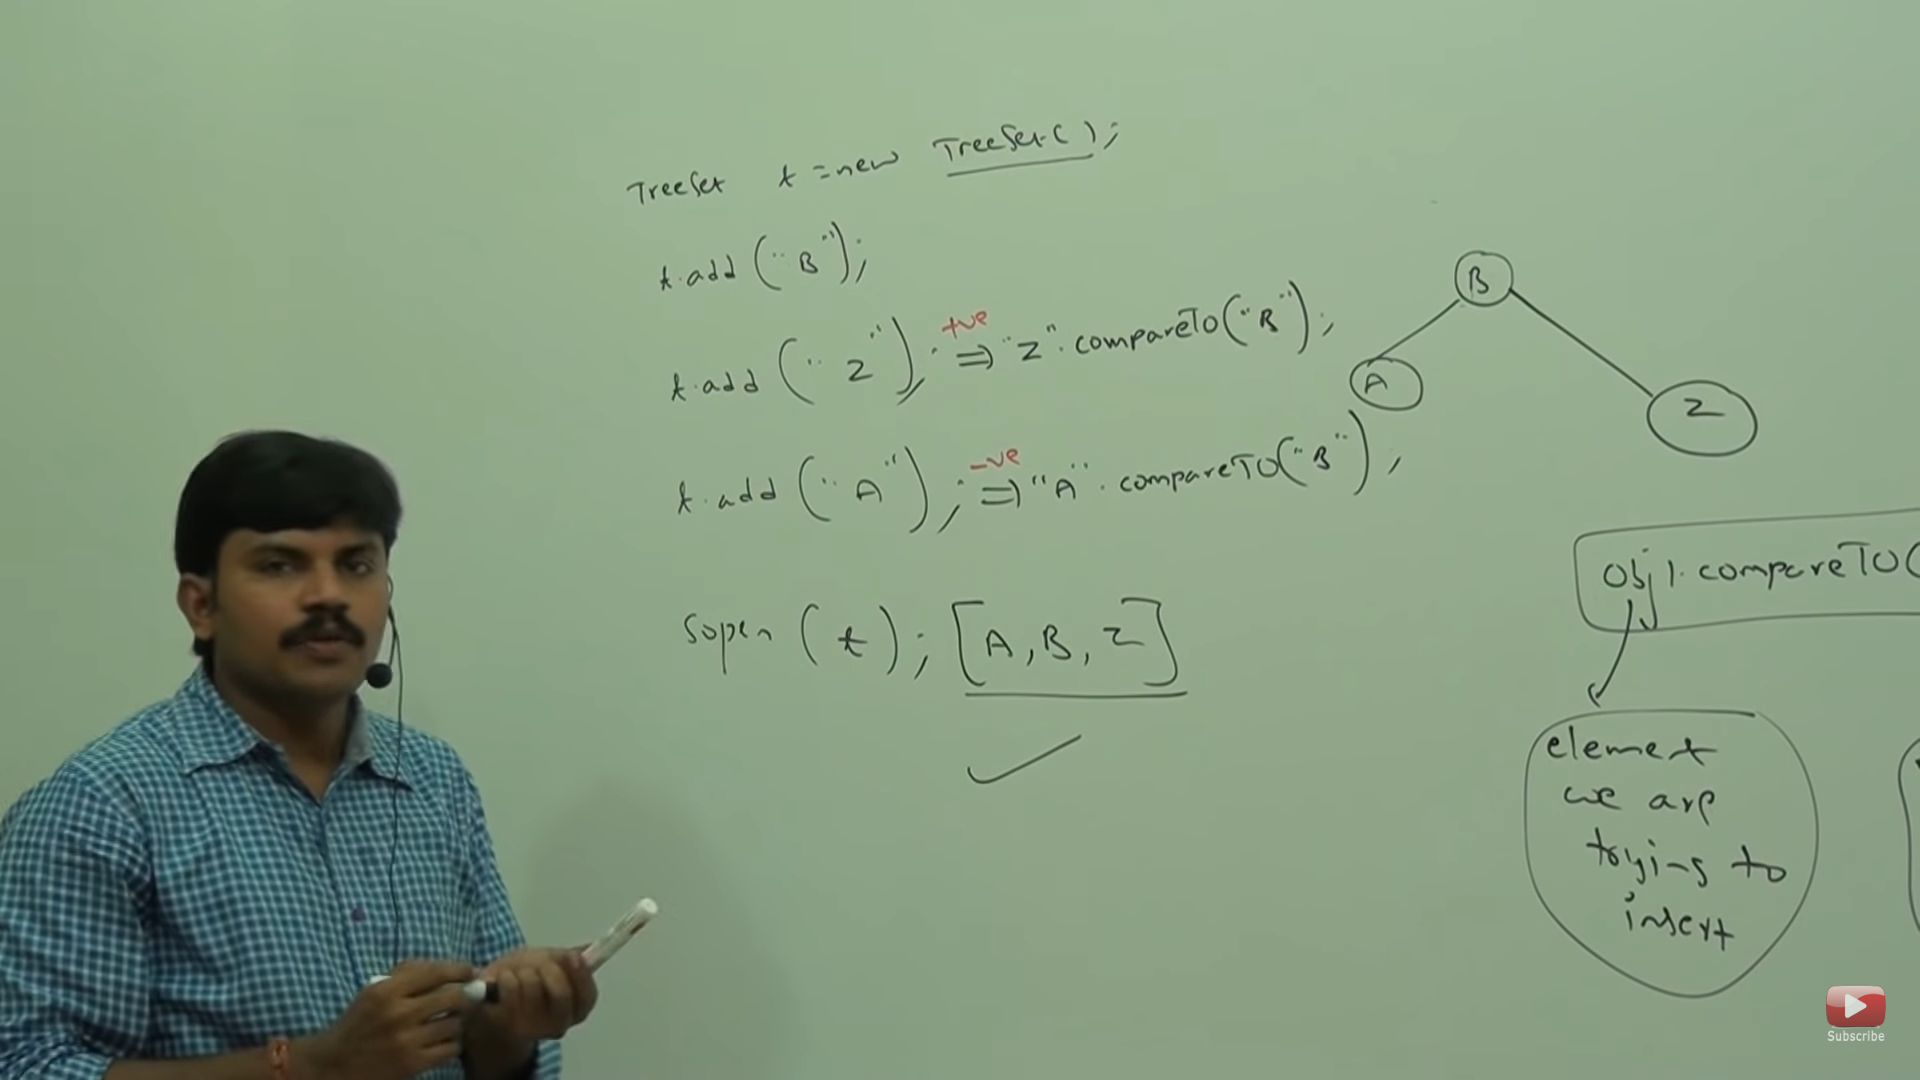 TreeSet t = new TreeSet();
t.add("B");
t.add("Z"); +ve => "Z".compareTo("B");
t.add("A"); -ve => "A".compareTo("B");
Sopln(t); [A, B, Z]
B
A
Z
Obj1.compareTo(
element
we are
trying to
insert
Subscribe